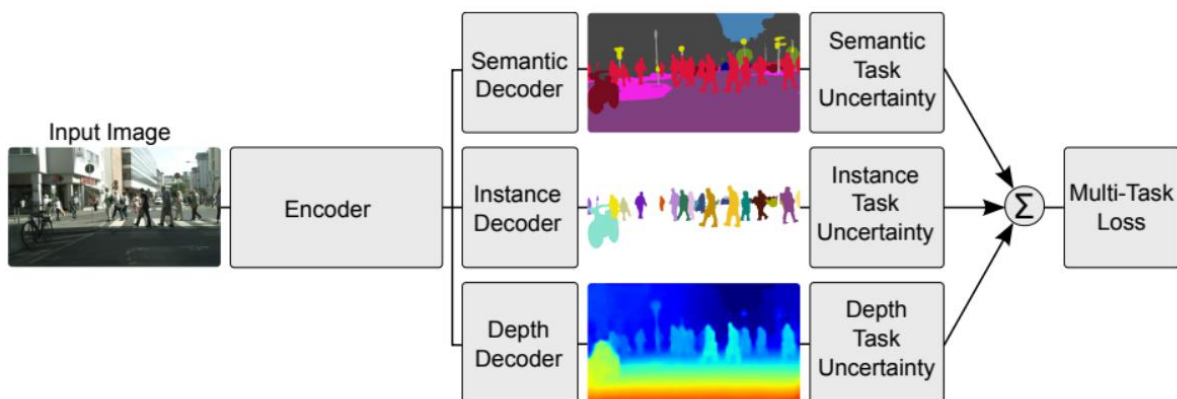 Input Image
Encoder
Semantic
Decoder
Semantic
Task
Uncertainty
Instance
Decoder
Instance
Task
Uncertainty
Depth
Decoder
Depth
Task
Uncertainty
Σ
Multi-Task
Loss